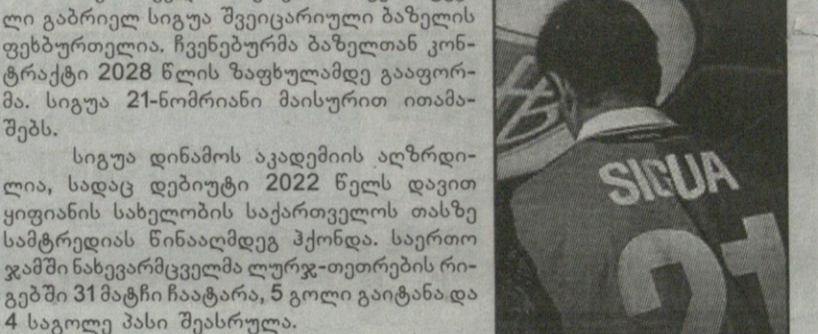 ლი გაბრიელ სიგუა შვეიცარიული ბაზელის
ფეხბურთელია. ჩვენებურმა ბაზელთან კონ-
ტრაქტი 2028 წლის ზაფხულამდე გააფორ-
მა. სიგუა 21-ნომრიანი მაისურით ითამა-
შებს.
სიგუა დინამოს აკადემიის აღზრდი-
ლია, სადაც დებიუტი 2022 წელს დავით
ყიფიანის სახელობის საქართველოს თასზე
სამტრედიას წინააღმდეგ ჰქონდა. საერთო
ჯამში ნახევარმცველმა ლურჯ-თეთრების რი-
გებში 31 მატჩი ჩაატარა, 5 გოლი გაიტანა და
4 საგოლე პასი შეასრულა.
SIGUA
21